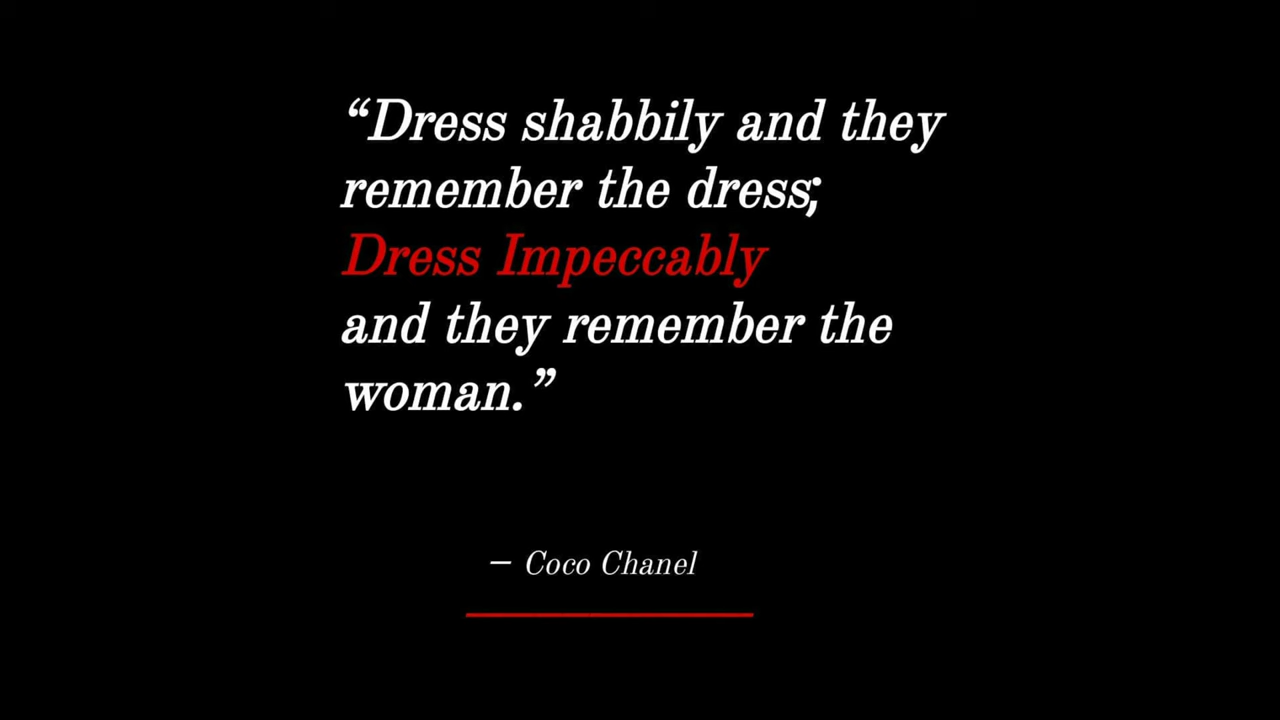 “Dress shabbily and they
remember the dress;
Dress Impeccably
and they remember the
woman.”
– Coco Chanel